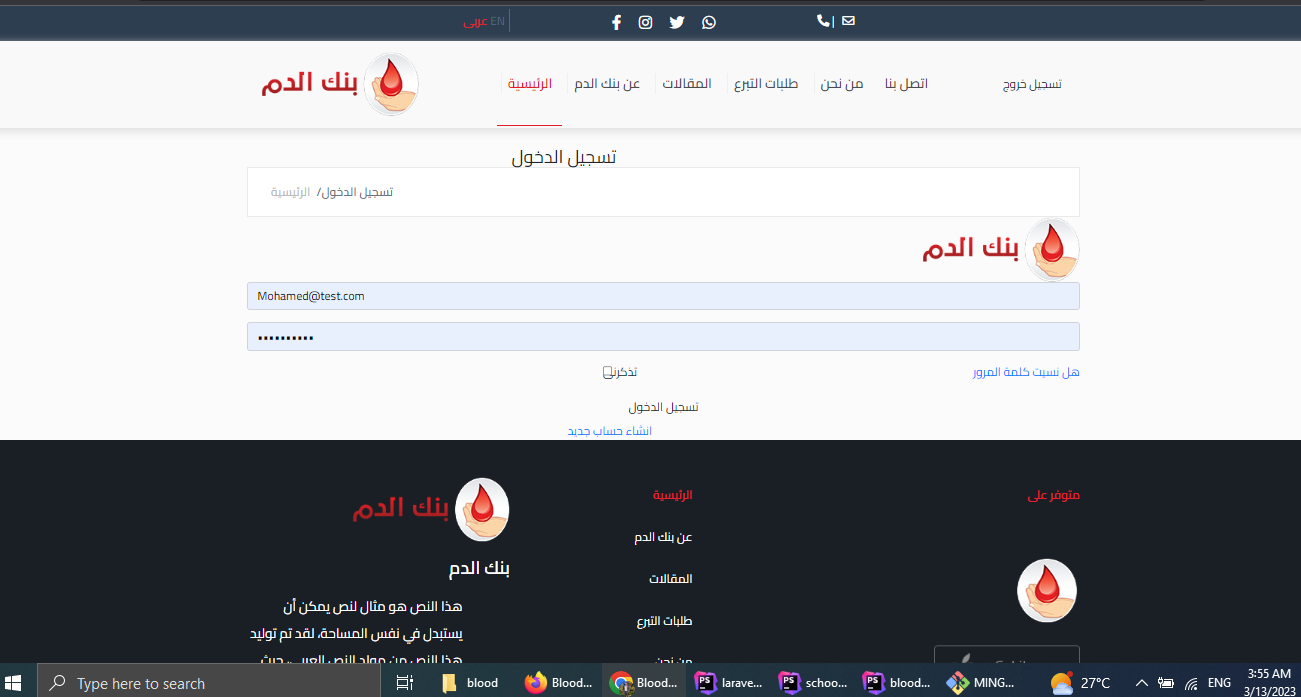 عربى EN
|
بنك الدم
الرئيسية
عن بنك الدم
المقالات
طلبات التبرع
من نحن
اتصل بنا
تسجيل خروج
تسجيل الدخول
تسجيل الدخول/ الرئيسية
بنك الدم
Mohamed@test.com
••••••••••
تذكرنى
هل نسيت كلمة المرور
تسجيل الدخول
انشاء حساب جديد
بنك الدم
بنك الدم
هذا النص هو مثال لنص يمكن أن
يستبدل في نفس المساحة، لقد تم توليد
هذا النص من مولد النص العربى، حيث
الرئيسية
عن بنك الدم
المقالات
طلبات التبرع
من نحن
متوفر على
Type here to search
blood
Blood...
Blood...
larave...
schoo...
blood...
MING...
27°C
ENG
3:55 AM
3/13/2023